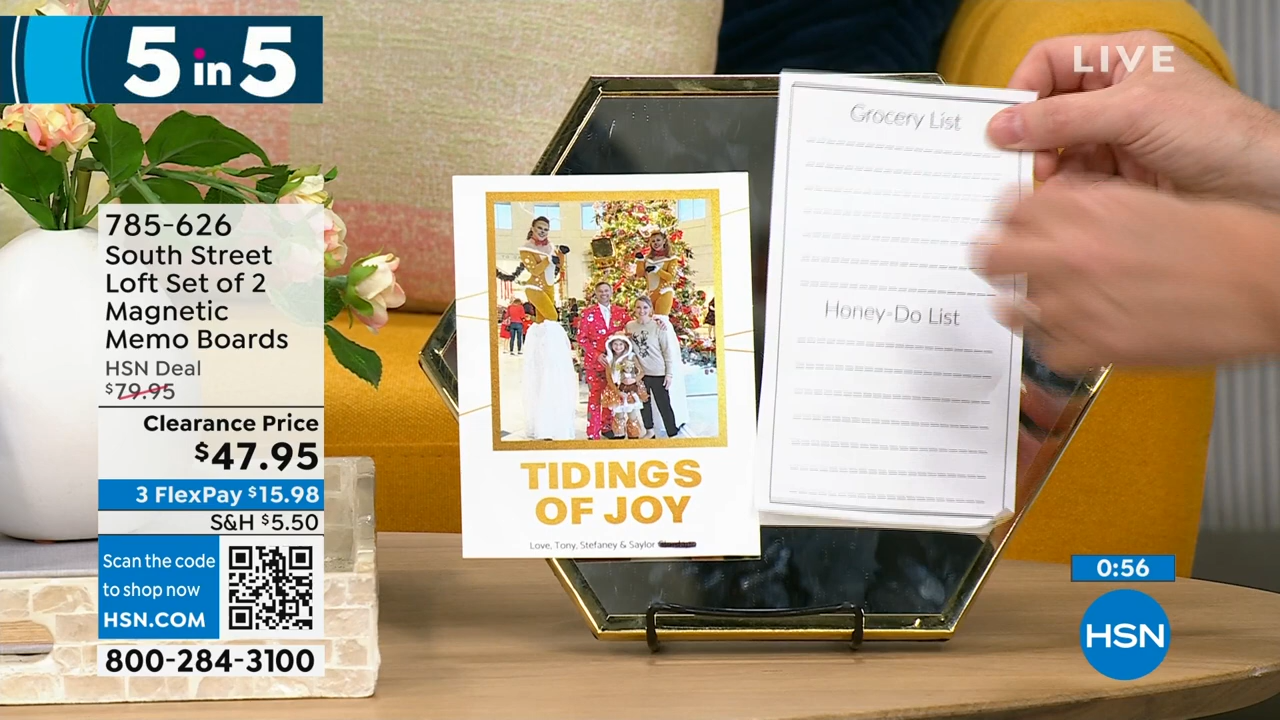 5 in 5
LIVE
785-626
South Street
Loft Set of 2
Magnetic
Memo Boards
HSN Deal
$79.95
Clearance Price
$47.95
3 FlexPay $15.98
S&H $5.50
Scan the code
to shop now
HSN.COM
800-284-3100
TIDINGS
OF JOY
Love, Tony, Stefaney & Saylor
Grocery List
Honey-Do List
0:56
HSN